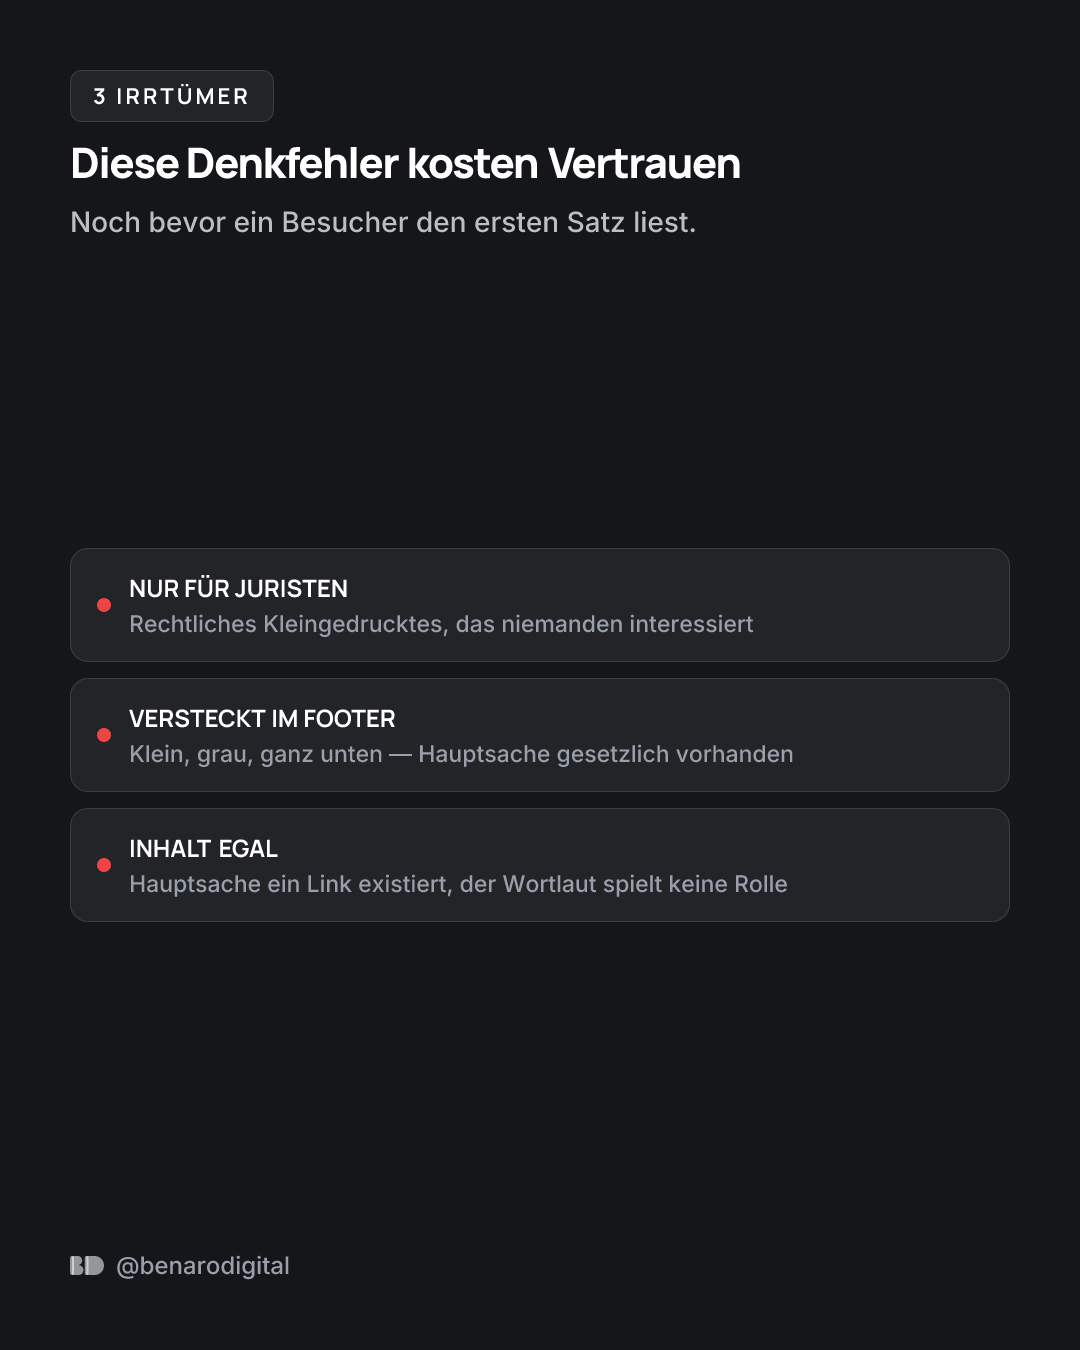 3 IRRTÜMER
Diese Denkfehler kosten Vertrauen
Noch bevor ein Besucher den ersten Satz liest.
NUR FÜR JURISTEN
Rechtliches Kleingedrucktes, das niemanden interessiert
VERSTECKT IM FOOTER
Klein, grau, ganz unten — Hauptsache gesetzlich vorhanden
INHALT EGAL
Hauptsache ein Link existiert, der Wortlaut spielt keine Rolle
BD @benarodigital